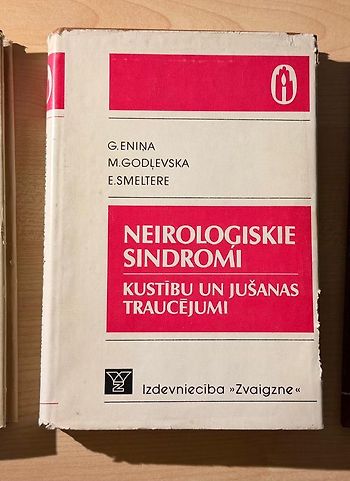 G.ENIŅA
M.GODĻEVSKA
E.SMELTERE
NEIROLOĢISKIE
SINDROMI
KUSTĪBU UN JUŠANAS
TRAUCĒJUMI
Izdevniecība »Zvaigzne«